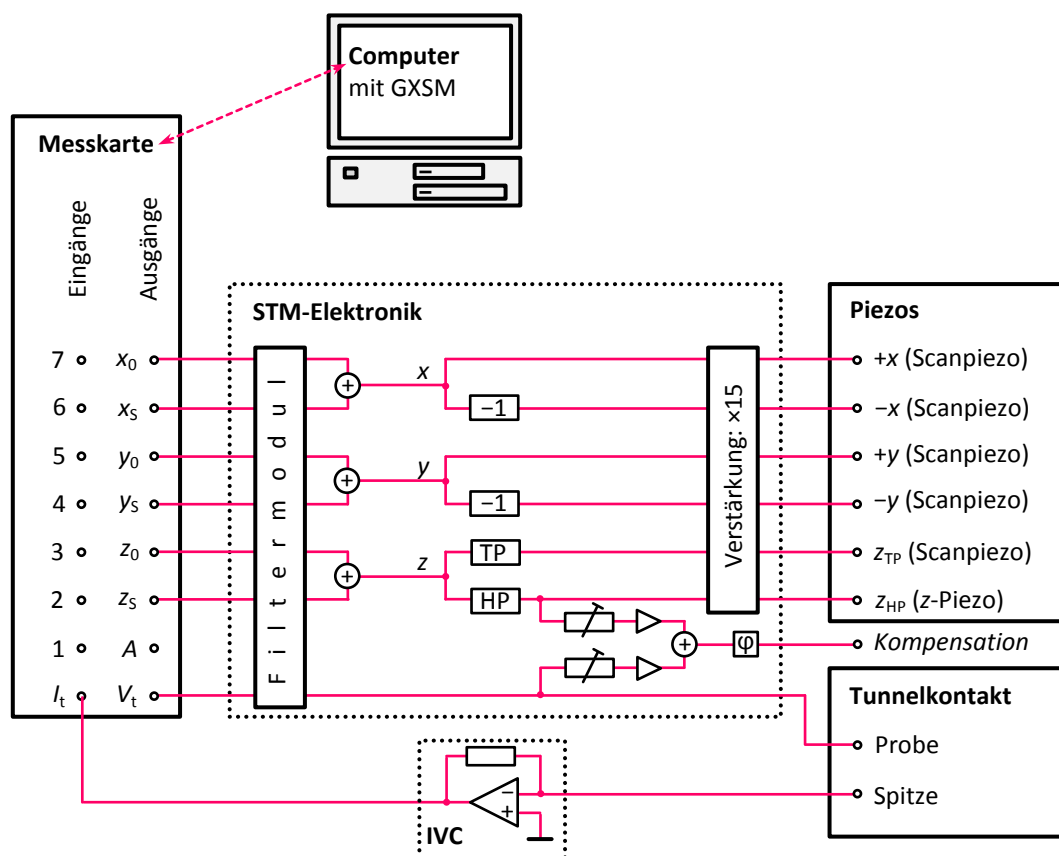 Computer
mit GXSM
Messkarte
Eingänge
Ausgänge
STM-Elektronik
Piezos
7 x₀ x +x (Scanpiezo)
6 xS −1 −x (Scanpiezo)
5 y₀ y +y (Scanpiezo)
4 yS −1 −y (Scanpiezo)
3 z₀ z TP zTP (Scanpiezo)
2 zS HP zHP (z-Piezo)
1 A φ Kompensation
It Vt
Filtermodul
Verstärkung: ×15
+
+
+
+
Tunnelkontakt
Probe
Spitze
−
+
IVC